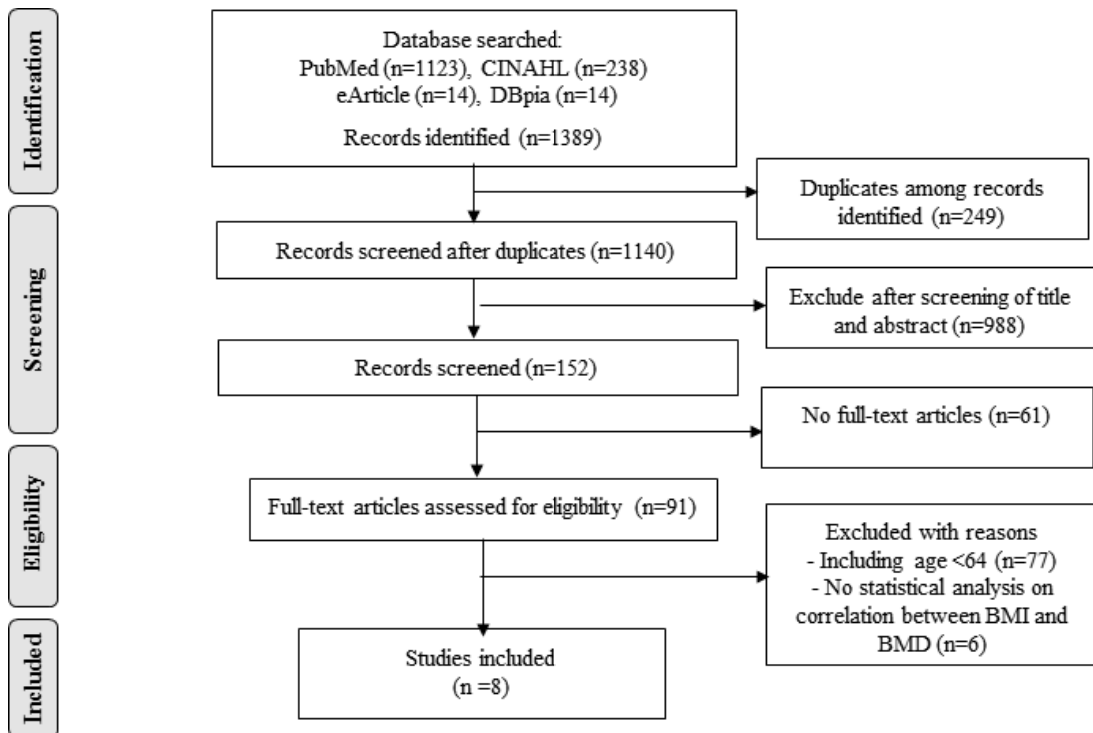 Identification
Database searched:
PubMed (n=1123), CINAHL (n=238)
eArticle (n=14), DBpia (n=14)
Records identified (n=1389)
Duplicates among records
identified (n=249)
Screening
Records screened after duplicates (n=1140)
Exclude after screening of title
and abstract (n=988)
Records screened (n=152)
No full-text articles (n=61)
Eligibility
Full-text articles assessed for eligibility (n=91)
Excluded with reasons
- Including age <64 (n=77)
- No statistical analysis on
correlation between BMI and
BMD (n=6)
Included
Studies included
(n =8)